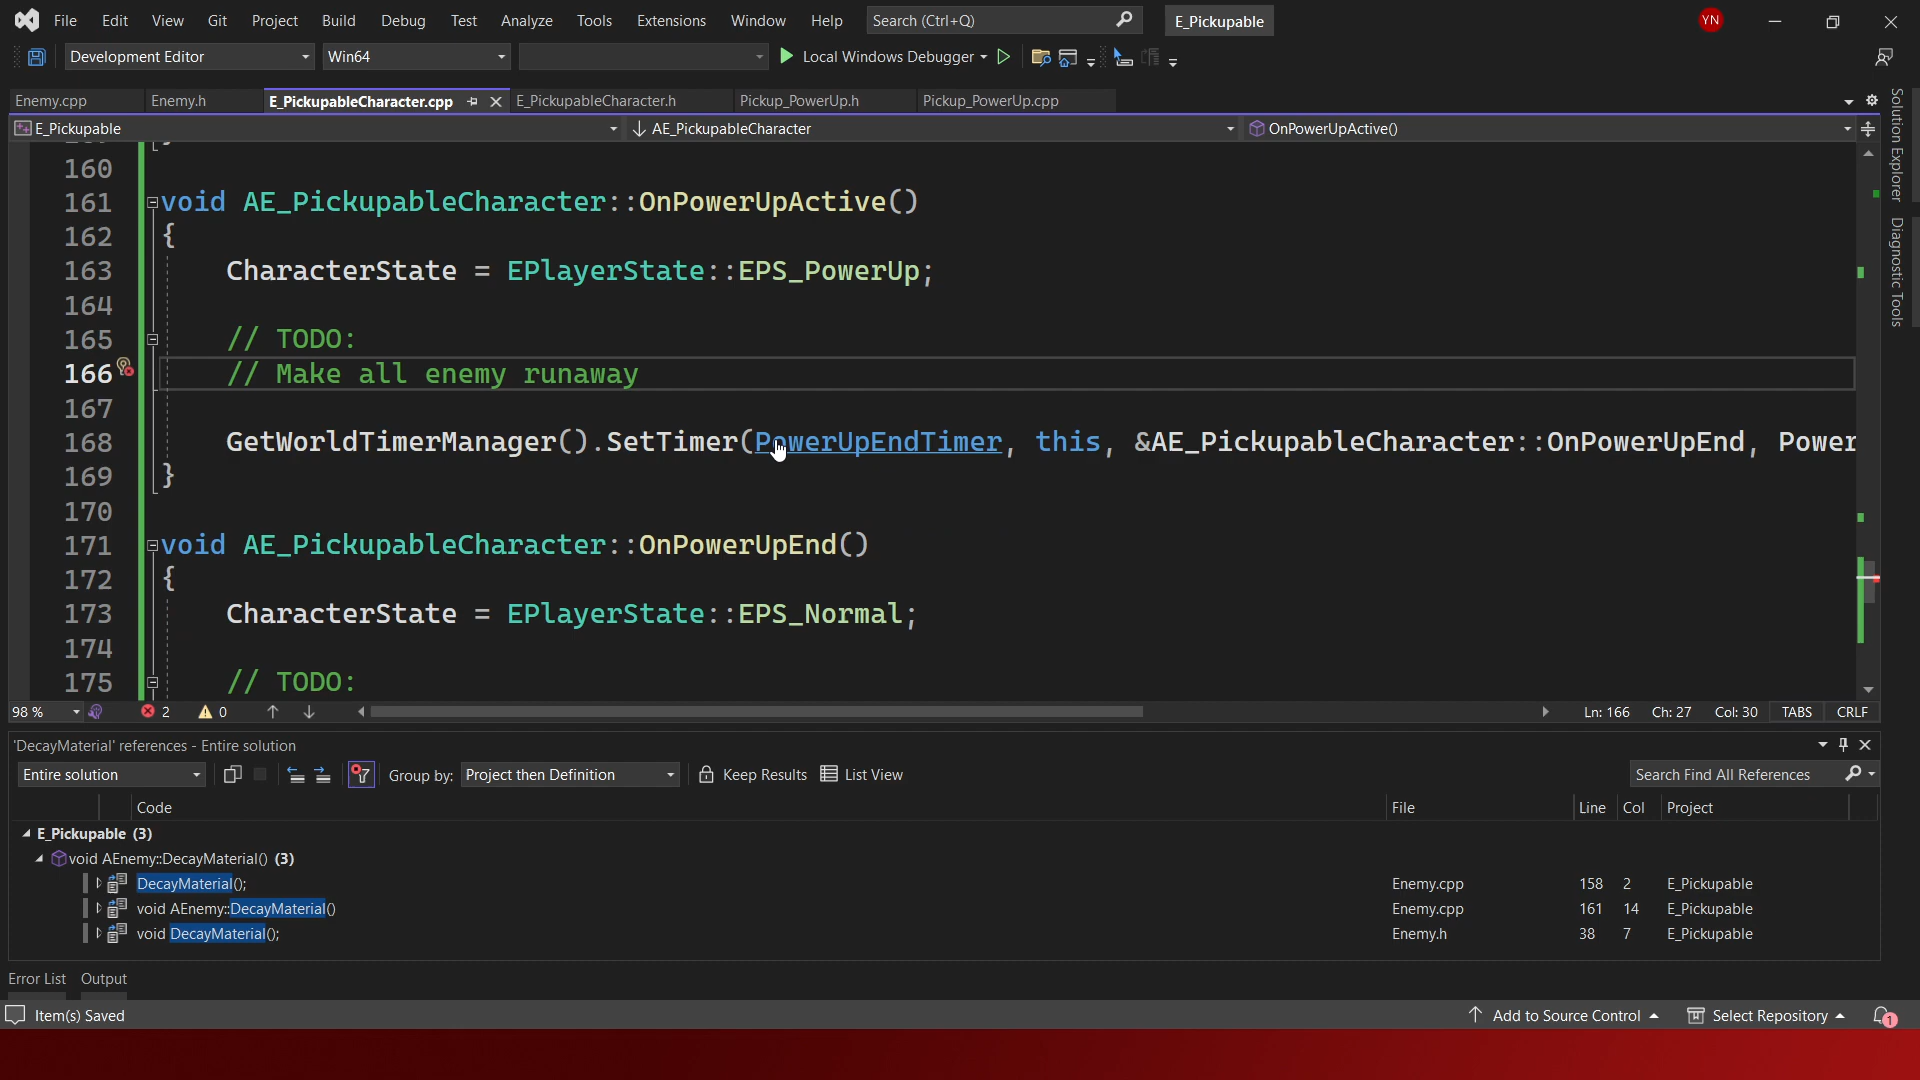 File Edit View Git Project Build Debug Test Analyze Tools Extensions Window Help Search (Ctrl+Q) E_Pickupable YN
Development Editor Win64 Local Windows Debugger
Enemy.cpp Enemy.h E_PickupableCharacter.cpp E_PickupableCharacter.h Pickup_PowerUp.h Pickup_PowerUp.cpp
E_Pickupable AE_PickupableCharacter OnPowerUpActive()
160
161 void AE_PickupableCharacter::OnPowerUpActive()
162 {
163 CharacterState = EPlayerState::EPS_PowerUp;
164
165 // TODO:
166 // Make all enemy runaway
167
168 GetWorldTimerManager().SetTimer(PowerUpEndTimer, this, &AE_PickupableCharacter::OnPowerUpEnd, Power
169 }
170
171 void AE_PickupableCharacter::OnPowerUpEnd()
172 {
173 CharacterState = EPlayerState::EPS_Normal;
174
175 // TODO:
98 % 2 0 Ln: 166 Ch: 27 Col: 30 TABS CRLF
'DecayMaterial' references - Entire solution
Entire solution Group by: Project then Definition Keep Results List View Search Find All References
Code File Line Col Project
E_Pickupable (3)
void AEnemy::DecayMaterial() (3)
DecayMaterial(); Enemy.cpp 158 2 E_Pickupable
void AEnemy::DecayMaterial() Enemy.cpp 161 14 E_Pickupable
void DecayMaterial(); Enemy.h 38 7 E_Pickupable
Error List Output
Item(s) Saved Add to Source Control Select Repository 1
Solution Explorer
Diagnostic Tools